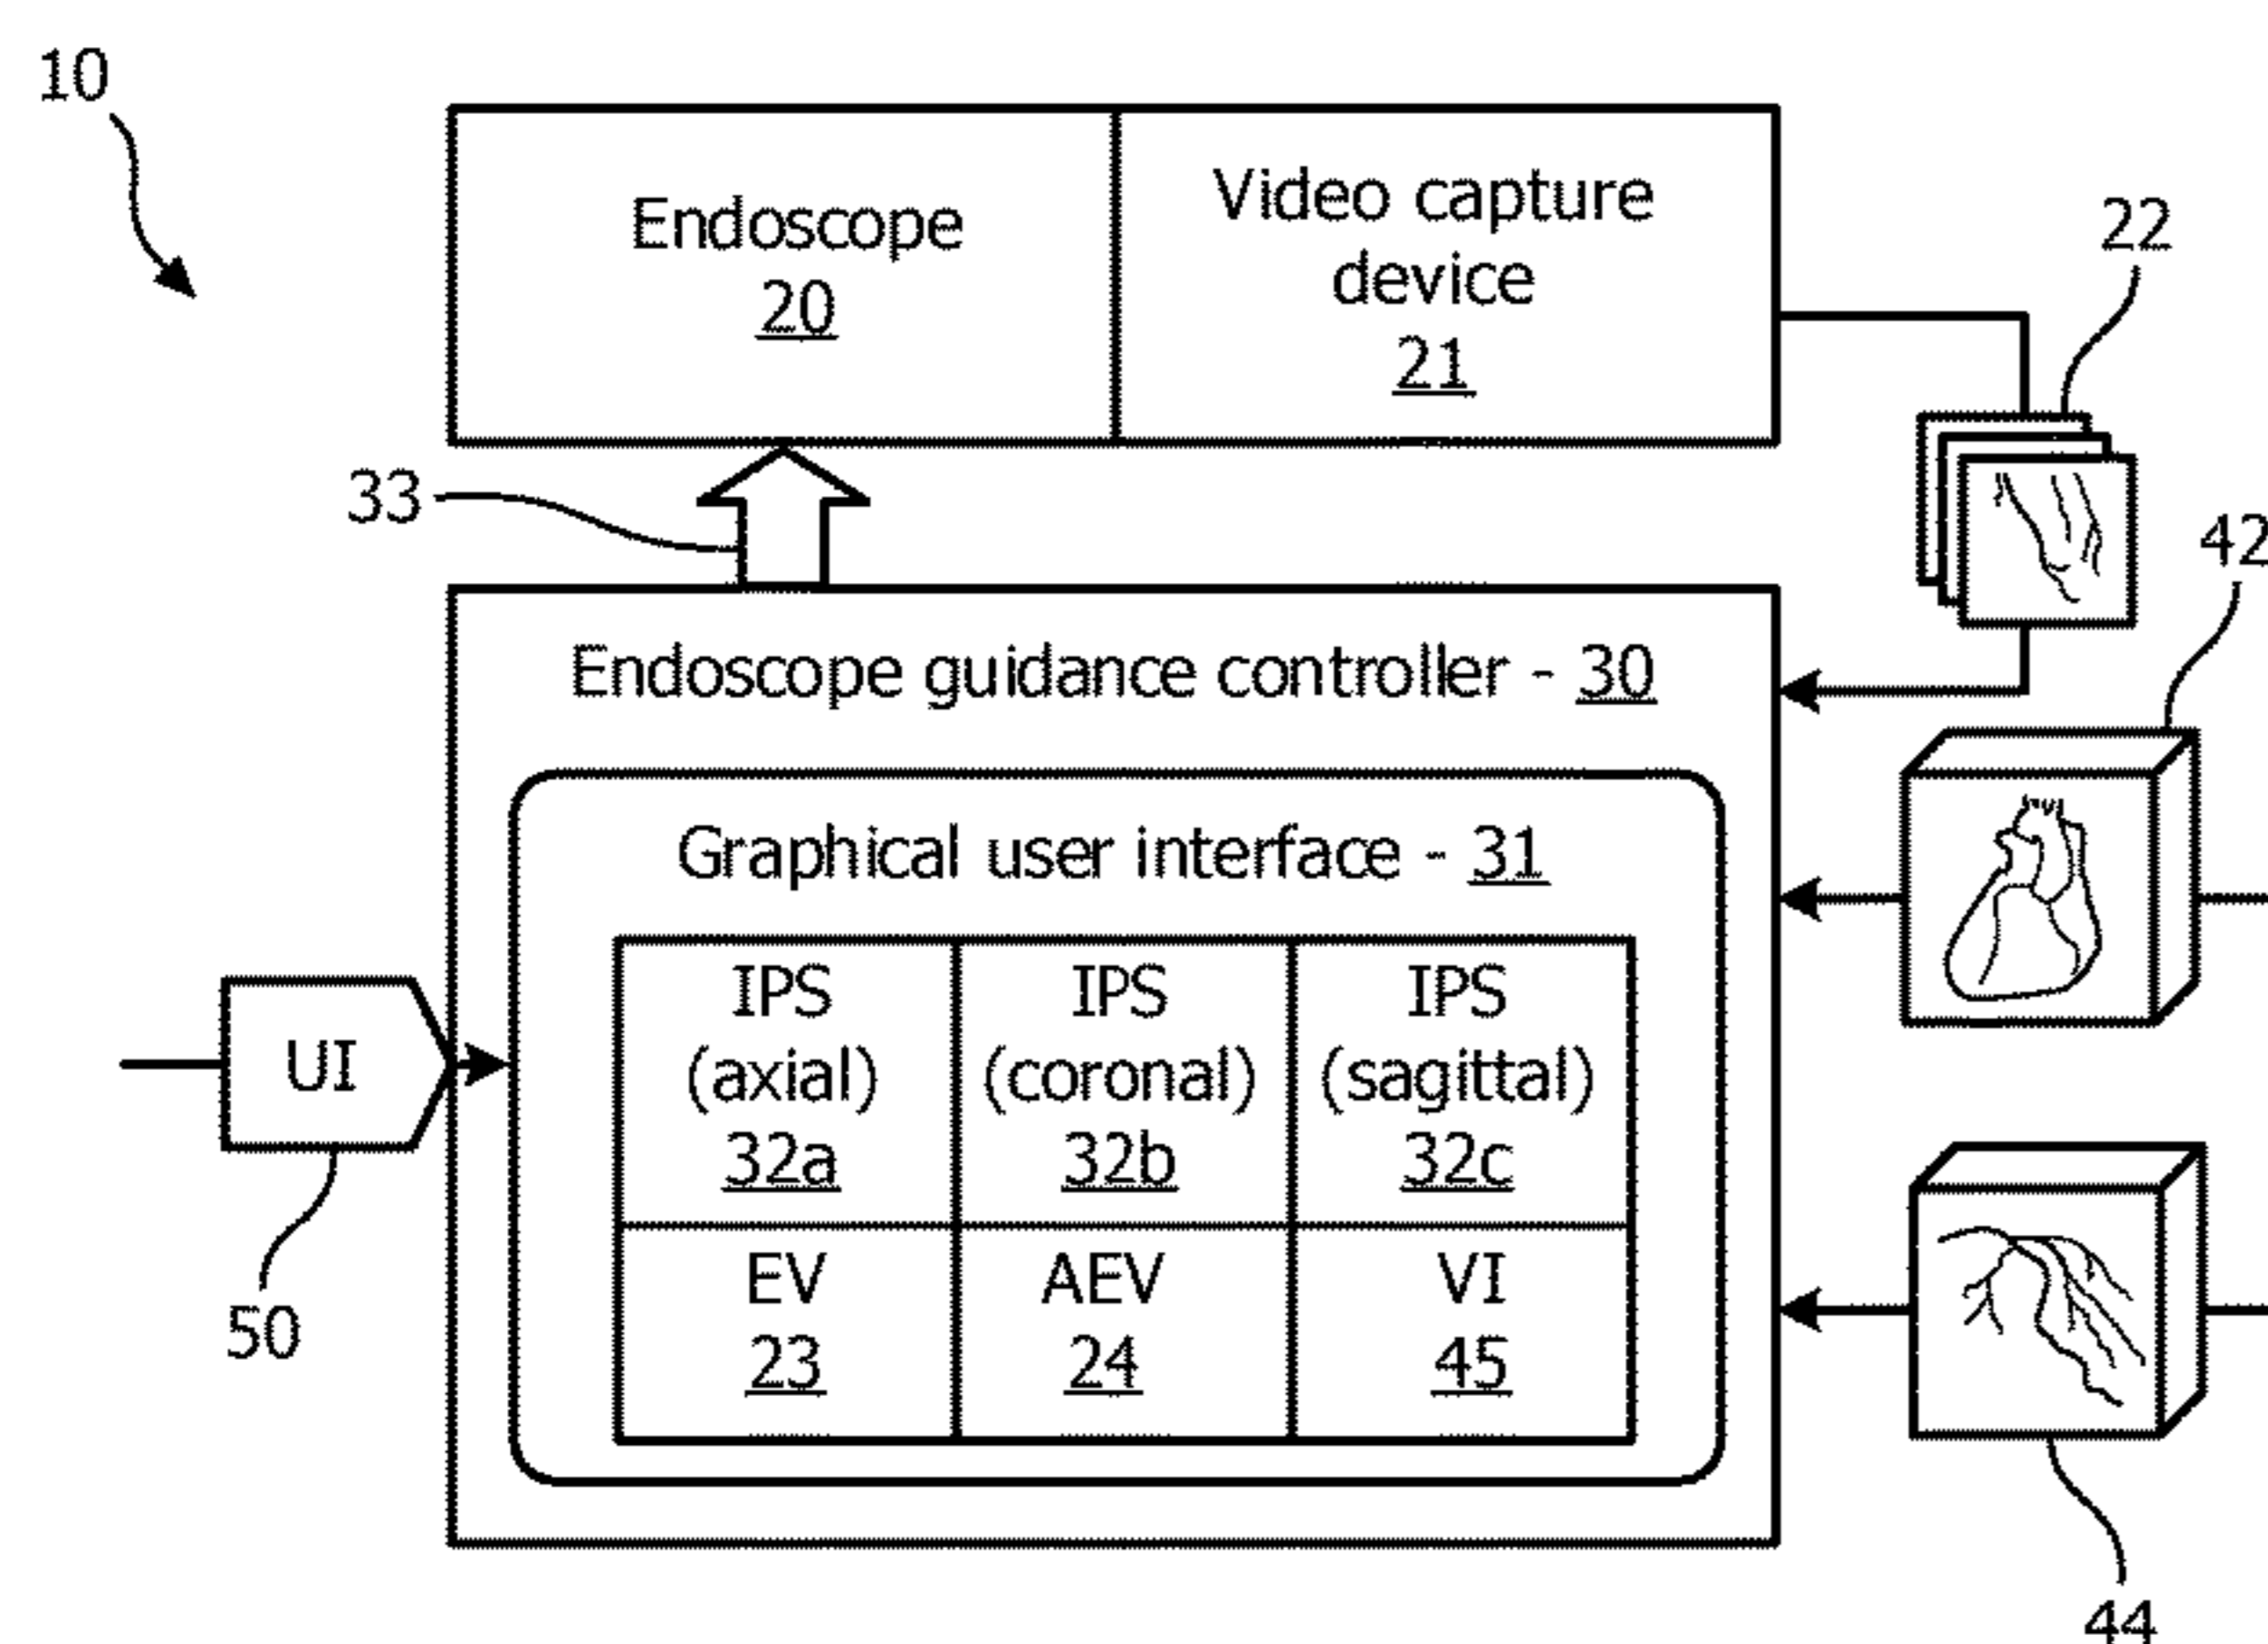 10
Endoscope
20
Video capture
device
21
22
33
42
Endoscope guidance controller - 30
Graphical user interface - 31
IPS
(axial)
32a
IPS
(coronal)
32b
IPS
(sagittal)
32c
UI
50
EV
23
AEV
24
VI
45
44